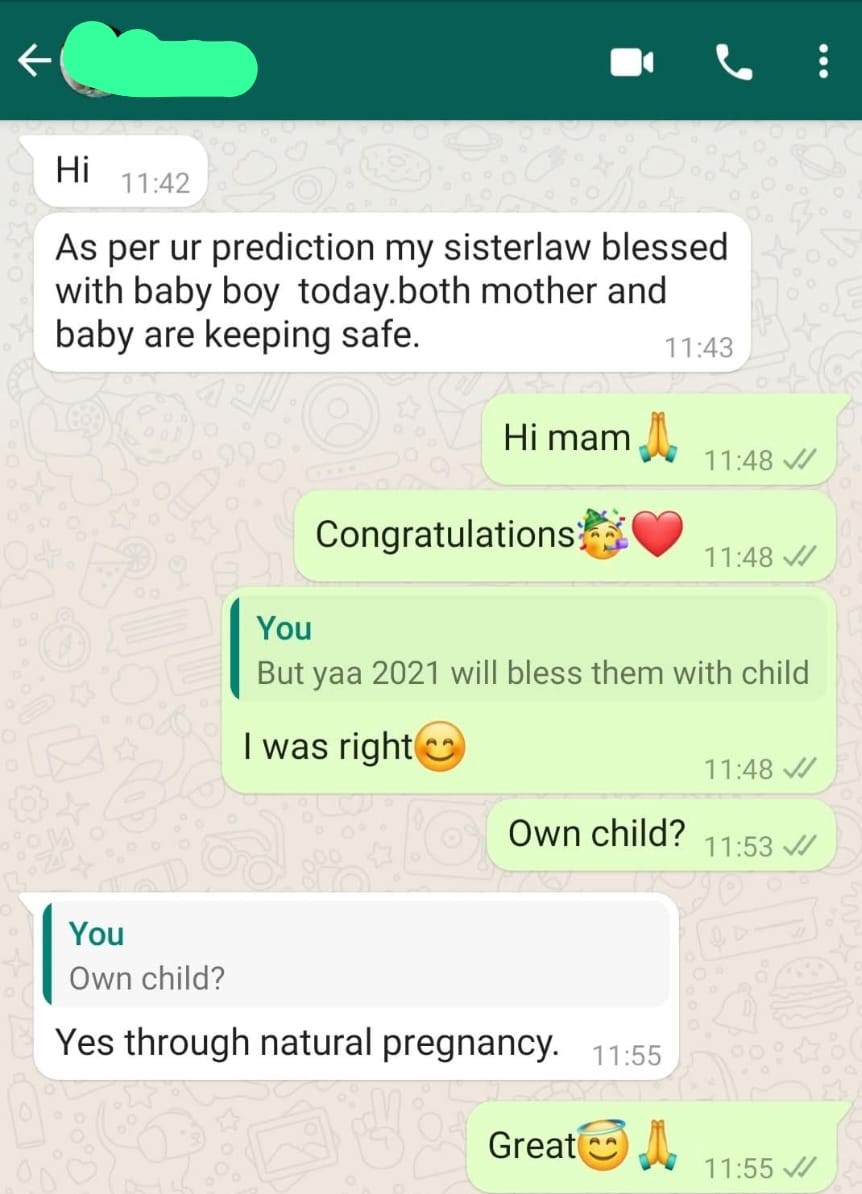 Hi 11:42
As per ur prediction my sisterlaw blessed
with baby boy today.both mother and
baby are keeping safe. 11:43
Hi mam🙏 11:48
Congratulations🥳❤️ 11:48
You
But yaa 2021 will bless them with child
I was right😊 11:48
Own child? 11:53
You
Own child?
Yes through natural pregnancy. 11:55
Great😇🙏 11:55